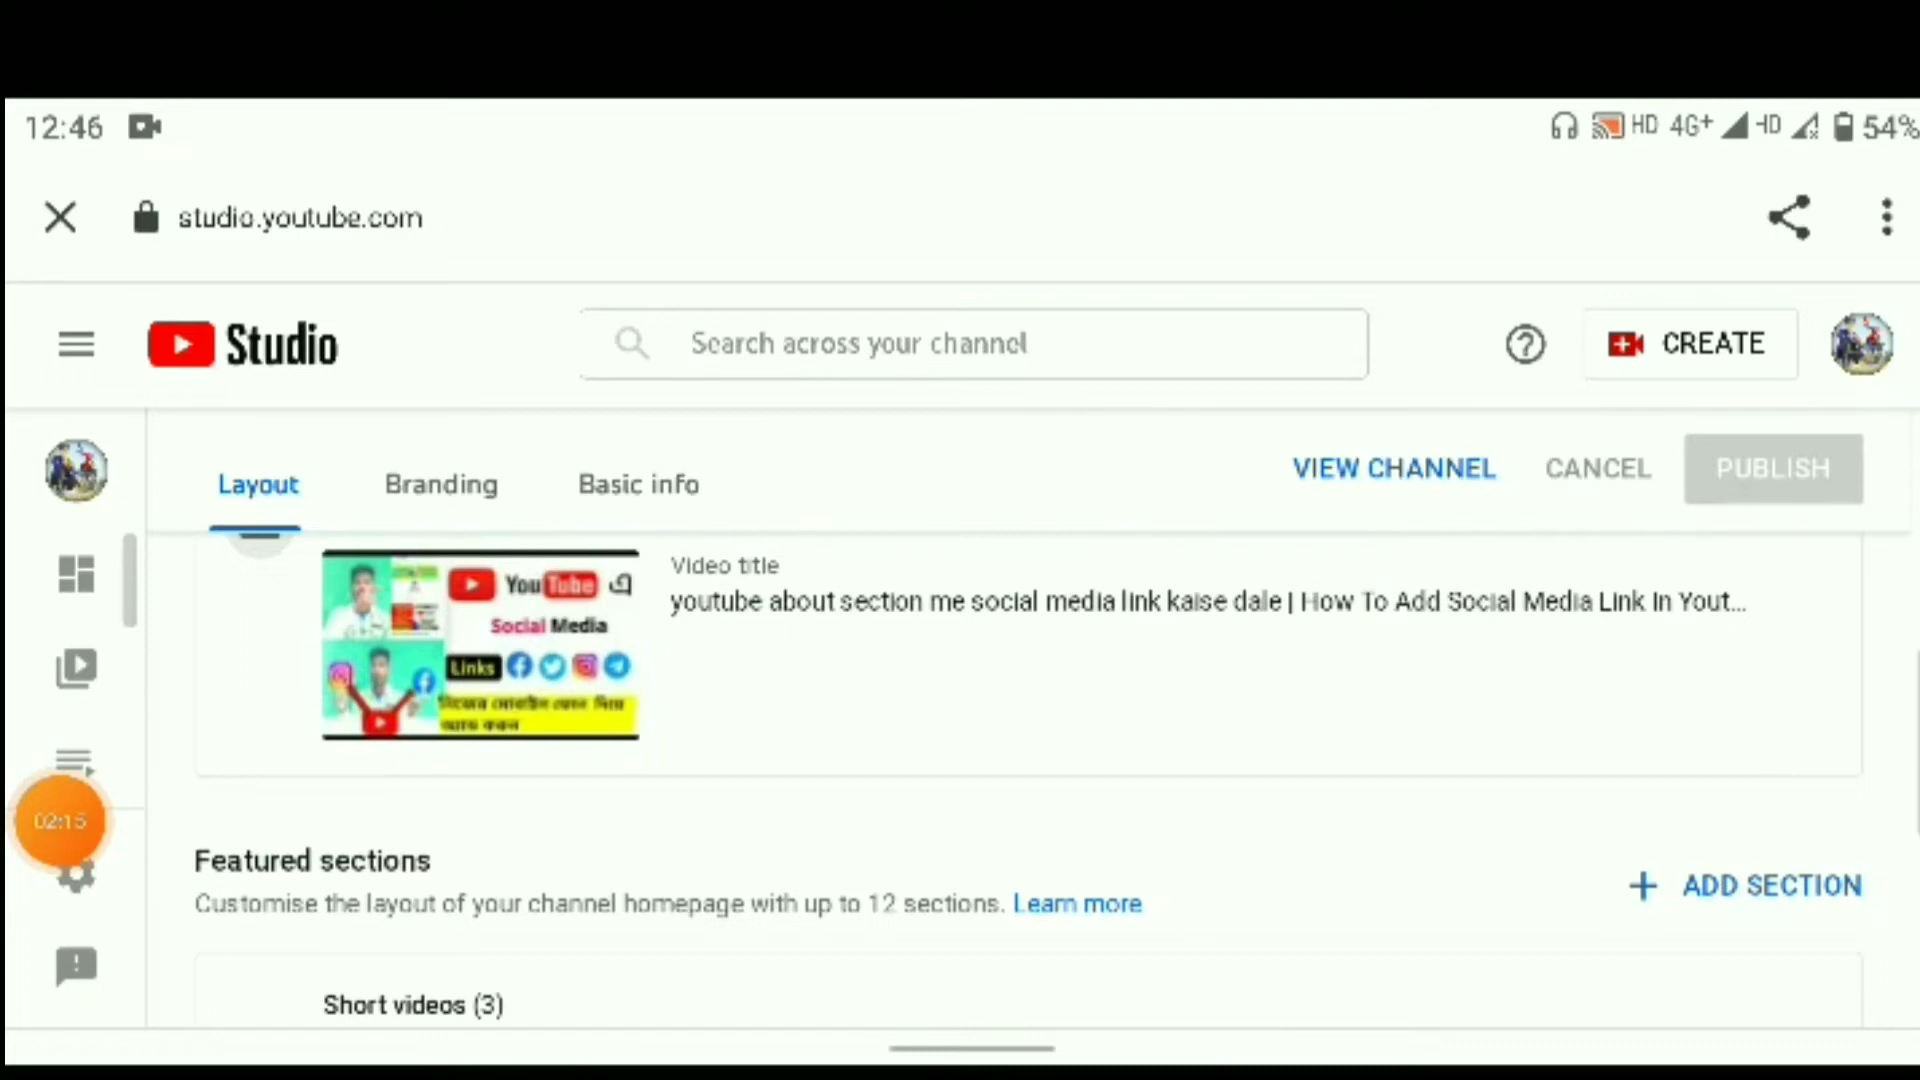 12:46
HD 4G+ HD 54%
studio.youtube.com
Studio
Search across your channel
CREATE
Layout
Branding
Basic info
VIEW CHANNEL
CANCEL
PUBLISH
YouTube এ
Social Media
Links
Video title
youtube about section me social media link kaise dale | How To Add Social Media Link In Yout...
02:15
Featured sections
Customise the layout of your channel homepage with up to 12 sections. Learn more
+ ADD SECTION
Short videos (3)